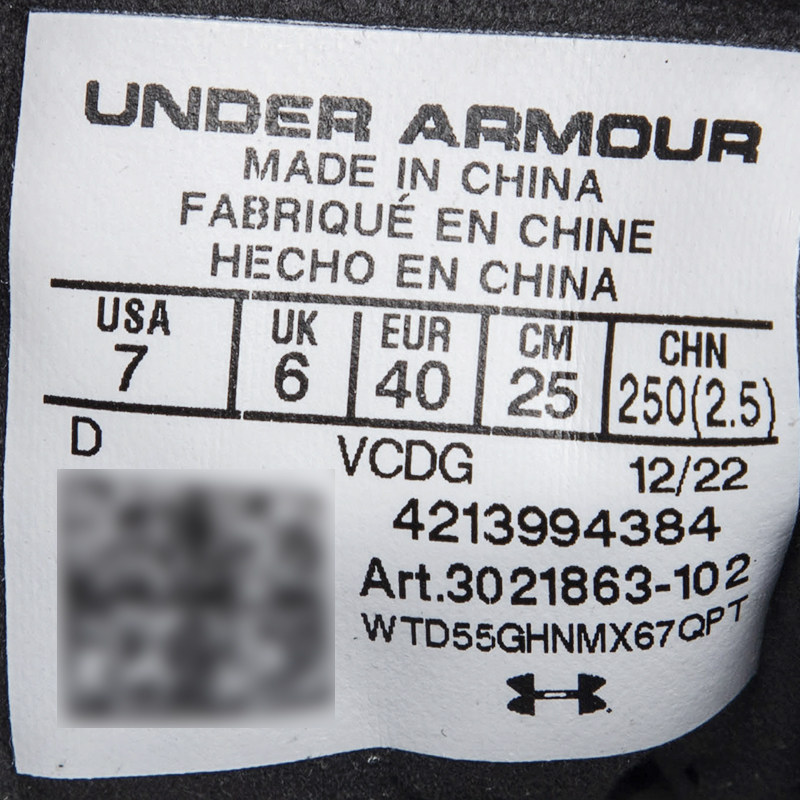 UNDER ARMOUR
MADE IN CHINA
FABRIQUÉ EN CHINE
HECHO EN CHINA
USA UK EUR CM CHN
7 6 40 25 250(2.5)
D VCDG 12/22
4213994384
Art.3021863-102
WTD55GHNMX67QPT